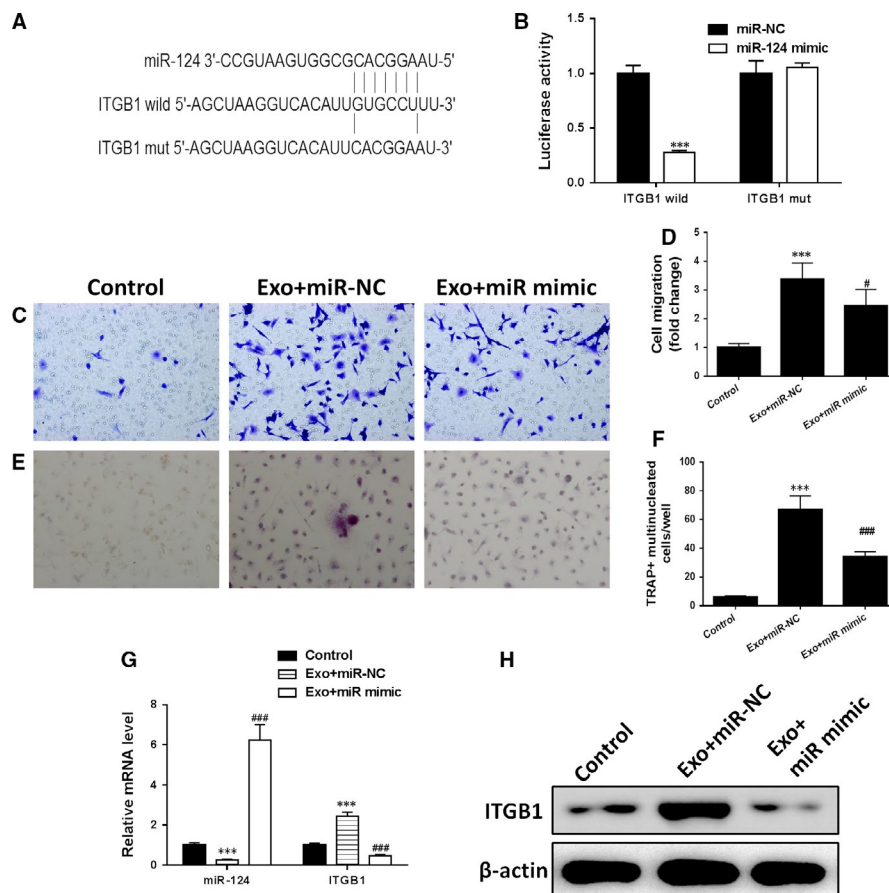 A
miR-124 3'-CCGUAAGUGGCGCACGGAAU-5'
ITGB1 wild 5'-AGCUAAGGUCACAUUGUGCCUUU-3'
ITGB1 mut 5'-AGCUAAGGUCACAUUCACGGAAU-3'
B
miR-NC
miR-124 mimic
Luciferase activity
1.5
1.0
0.5
0.0
***
ITGB1 wild
ITGB1 mut
Control
Exo+miR-NC
Exo+miR mimic
C
D
Cell migration
(fold change)
5
4
3
2
1
0
***
#
Control
Exo+miR-NC
Exo+miR mimic
E
F
TRAP+ multinucleated
cells/well
100
80
60
40
20
0
***
###
Control
Exo+miR-NC
Exo+miR mimic
G
Control
Exo+miR-NC
Exo+miR mimic
Relative mRNA level
8
6
4
2
0
***
###
***
###
miR-124
ITGB1
H
Control
Exo+miR-NC
Exo+
miR mimic
ITGB1
β-actin